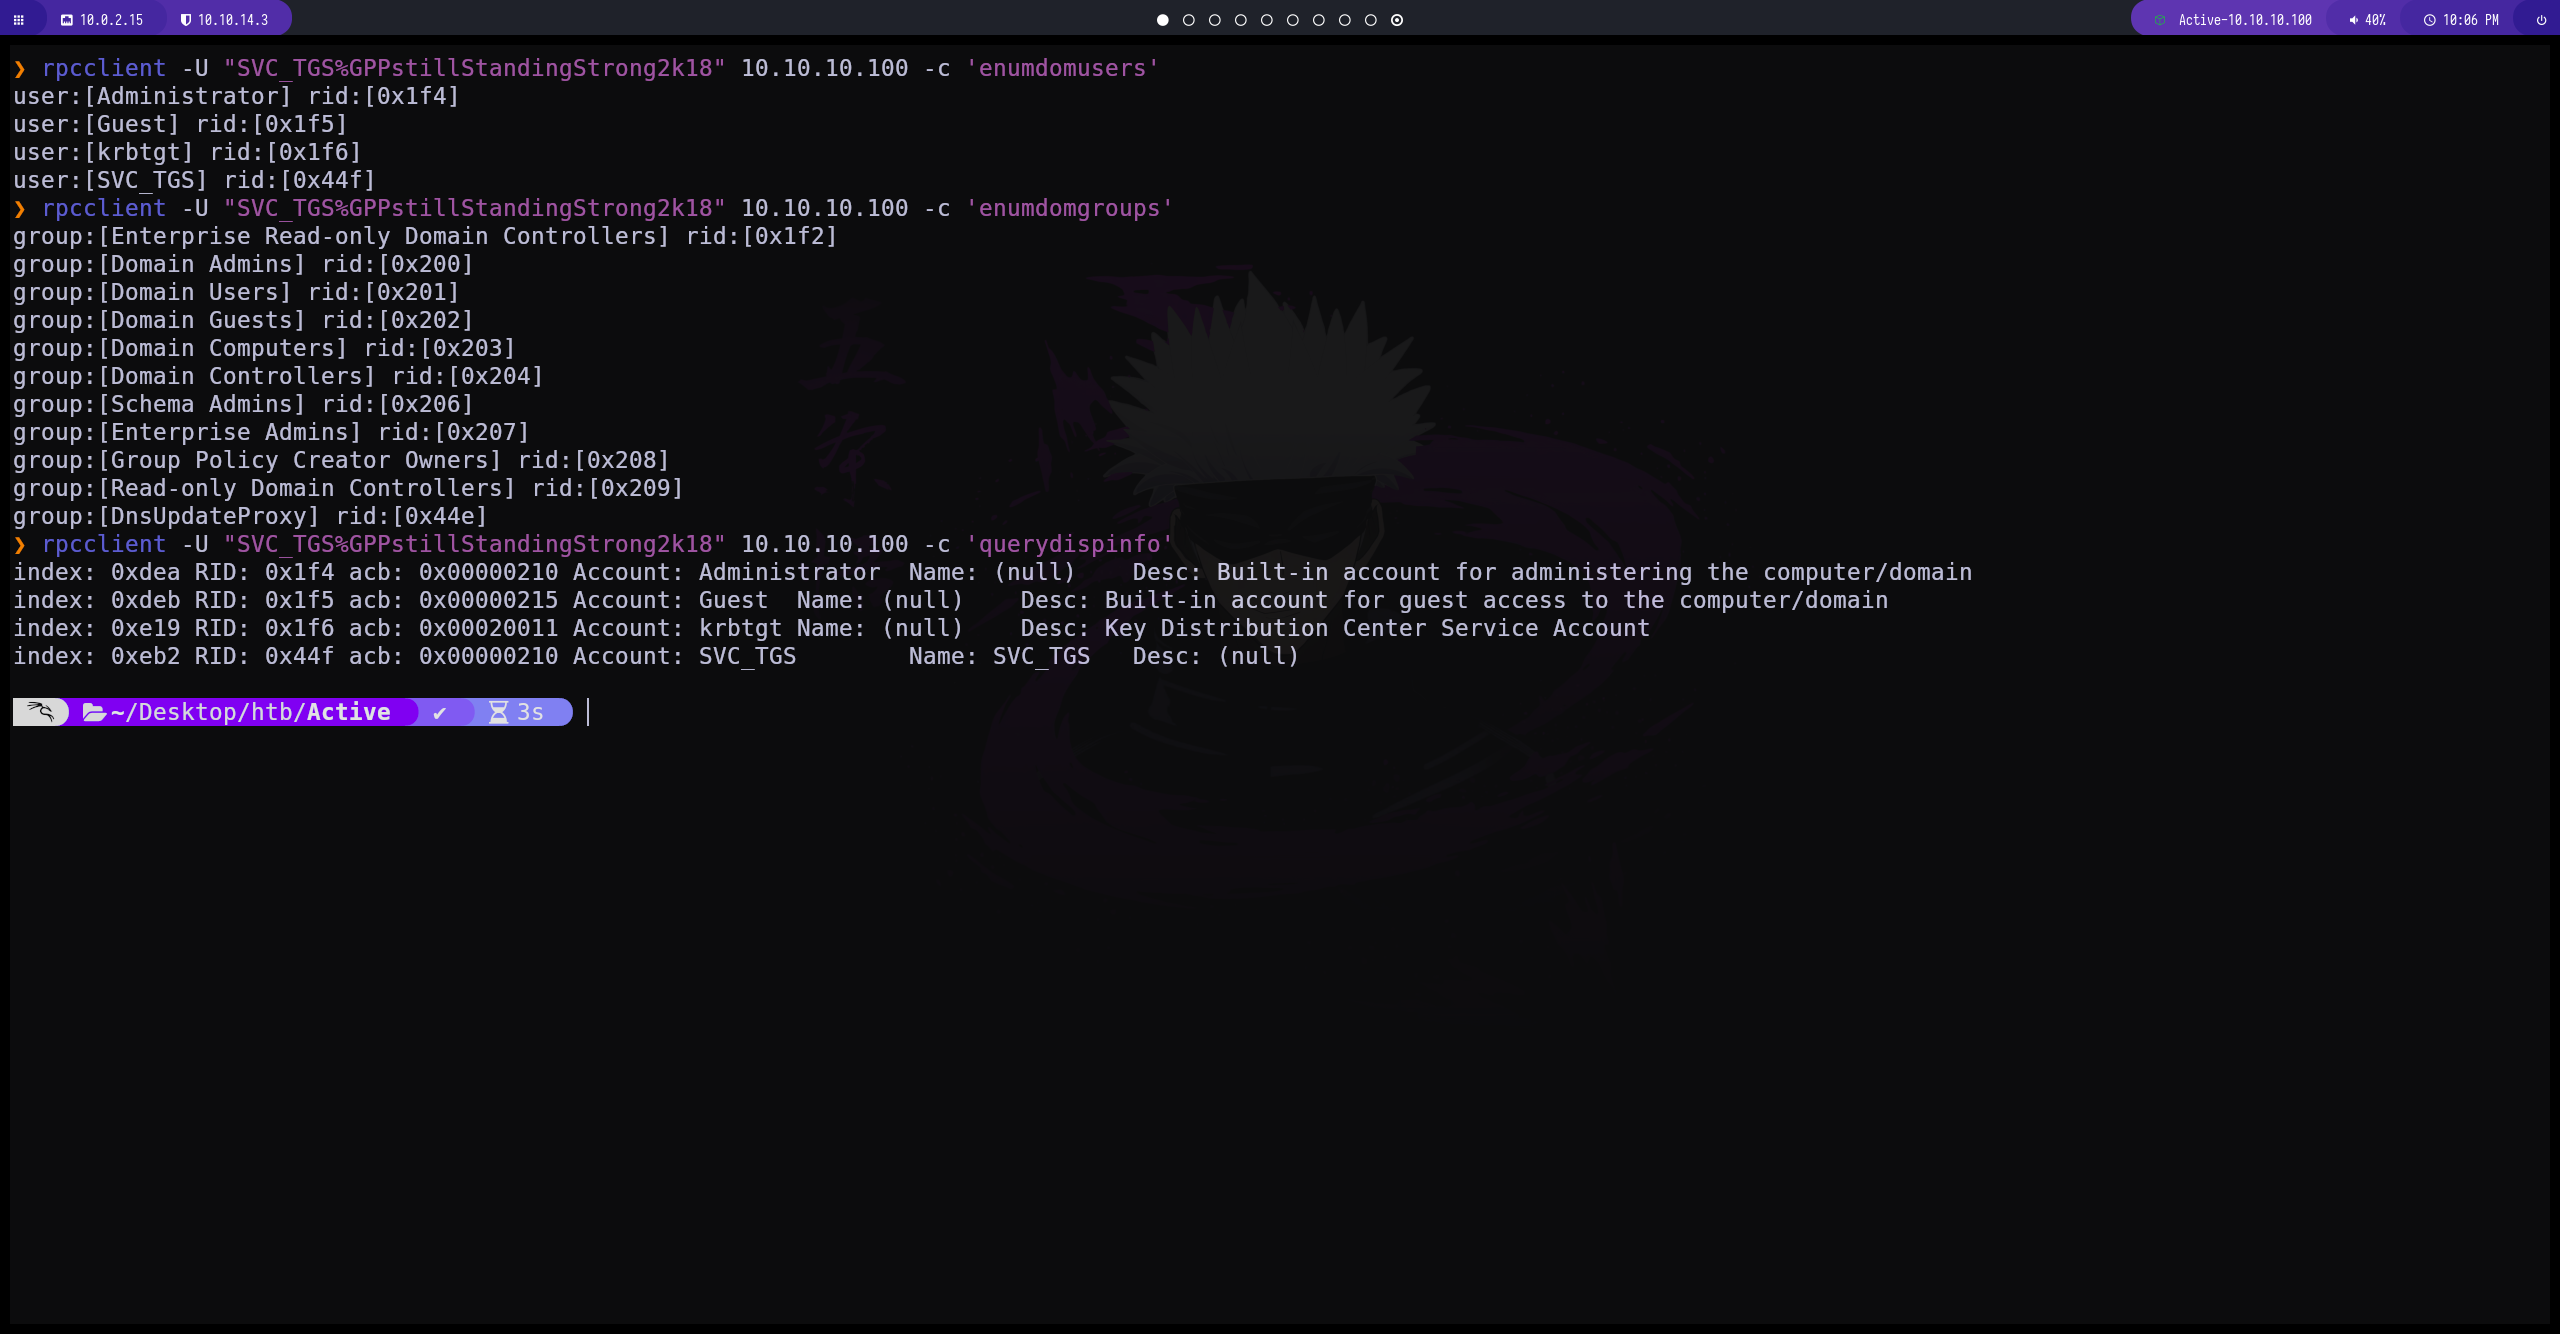 10.0.2.15 10.10.14.3 Active-10.10.10.100 40% 10:06 PM
❯ rpcclient -U "SVC_TGS%GPPstillStandingStrong2k18" 10.10.10.100 -c 'enumdomusers'
user:[Administrator] rid:[0x1f4]
user:[Guest] rid:[0x1f5]
user:[krbtgt] rid:[0x1f6]
user:[SVC_TGS] rid:[0x44f]
❯ rpcclient -U "SVC_TGS%GPPstillStandingStrong2k18" 10.10.10.100 -c 'enumdomgroups'
group:[Enterprise Read-only Domain Controllers] rid:[0x1f2]
group:[Domain Admins] rid:[0x200]
group:[Domain Users] rid:[0x201]
group:[Domain Guests] rid:[0x202]
group:[Domain Computers] rid:[0x203]
group:[Domain Controllers] rid:[0x204]
group:[Schema Admins] rid:[0x206]
group:[Enterprise Admins] rid:[0x207]
group:[Group Policy Creator Owners] rid:[0x208]
group:[Read-only Domain Controllers] rid:[0x209]
group:[DnsUpdateProxy] rid:[0x44e]
❯ rpcclient -U "SVC_TGS%GPPstillStandingStrong2k18" 10.10.10.100 -c 'querydispinfo'
index: 0xdea RID: 0x1f4 acb: 0x00000210 Account: Administrator  Name: (null)    Desc: Built-in account for administering the computer/domain
index: 0xdeb RID: 0x1f5 acb: 0x00000215 Account: Guest  Name: (null)    Desc: Built-in account for guest access to the computer/domain
index: 0xe19 RID: 0x1f6 acb: 0x00020011 Account: krbtgt Name: (null)    Desc: Key Distribution Center Service Account
index: 0xeb2 RID: 0x44f acb: 0x00000210 Account: SVC_TGS        Name: SVC_TGS   Desc: (null)
~/Desktop/htb/Active ✔ 3s
五
条